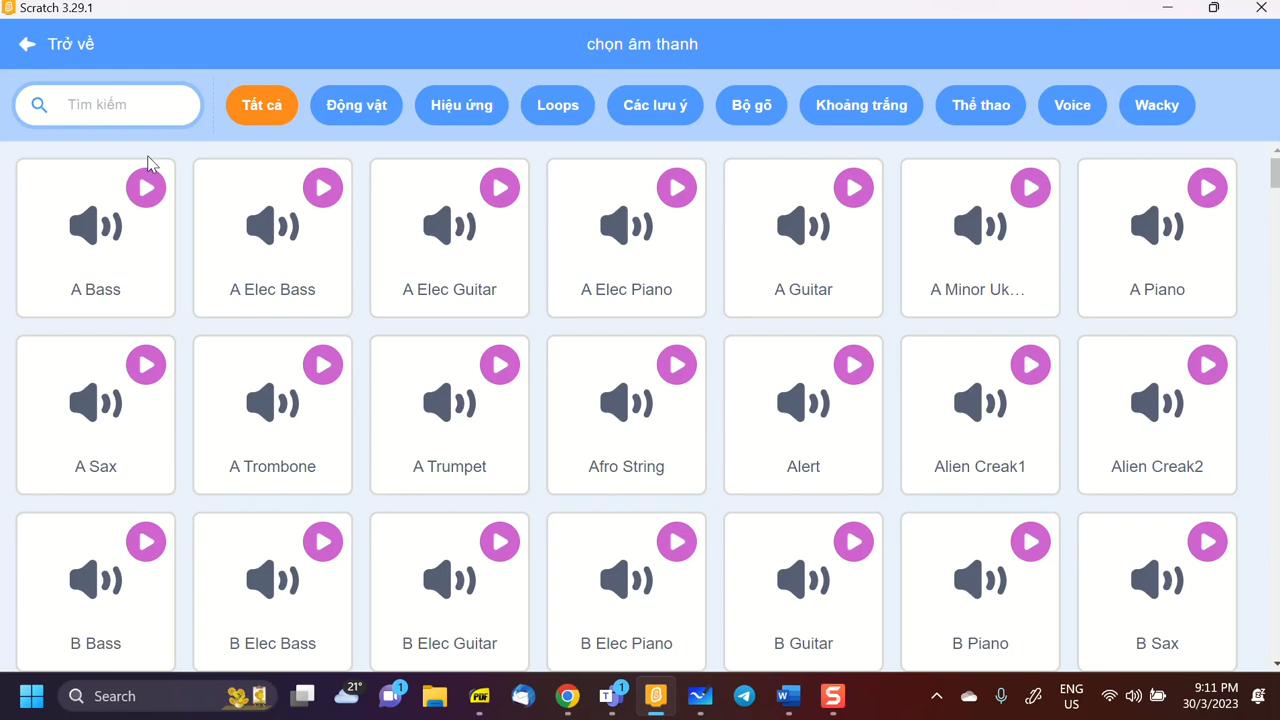 Scratch 3.29.1
Trở về
chọn âm thanh
Tìm kiếm
Tất cả
Động vật
Hiệu ứng
Loops
Các lưu ý
Bộ gõ
Khoảng trắng
Thể thao
Voice
Wacky
A Bass
A Elec Bass
A Elec Guitar
A Elec Piano
A Guitar
A Minor Uk...
A Piano
A Sax
A Trombone
A Trumpet
Afro String
Alert
Alien Creak1
Alien Creak2
B Bass
B Elec Bass
B Elec Guitar
B Elec Piano
B Guitar
B Piano
B Sax
Search
21°
1
PDF
1
ENG
US
9:11 PM
30/3/2023